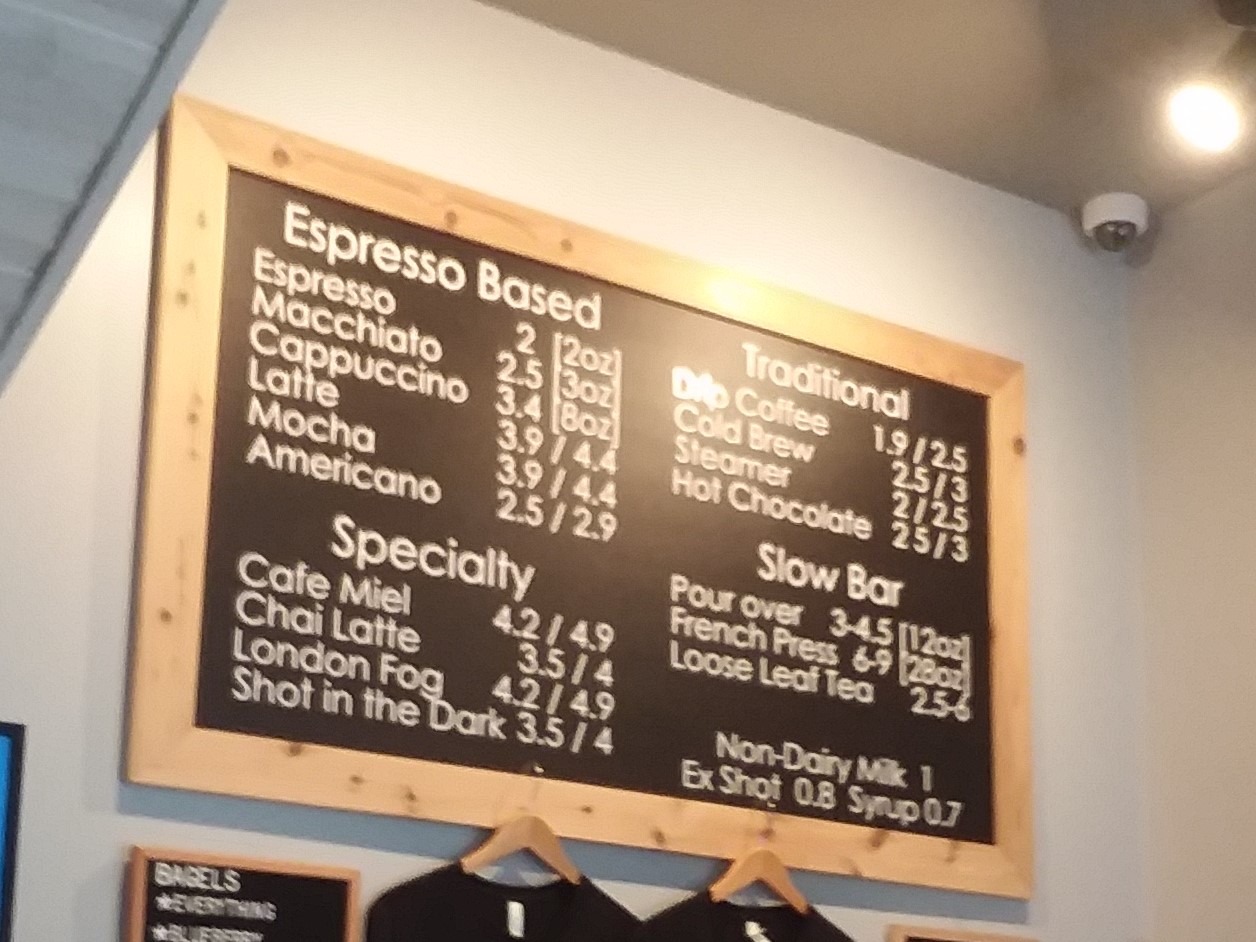 Espresso Based
Espresso 2 [2oz]
Macchiato 2.5 [3oz]
Cappuccino 3.4 [8oz]
Latte 3.9 / 4.4
Mocha 3.9 / 4.4
Americano 2.5 / 2.9
Specialty
Cafe Miel 4.2 / 4.9
Chai Latte 3.5 / 4
London Fog 4.2 / 4.9
Shot in the Dark 3.5 / 4
Traditional
Drip Coffee 1.9 / 2.5
Cold Brew 2.5 / 3
Steamer 2 / 2.5
Hot Chocolate 2.5 / 3
Slow Bar
Pour over 3-4.5 [12oz]
French Press 6-9 [28oz]
Loose Leaf Tea 2.5-6
Non-Dairy Milk 1
Ex Shot 0.8 Syrup 0.7
BAGELS
★EVERYTHING
★BLUEBERRY